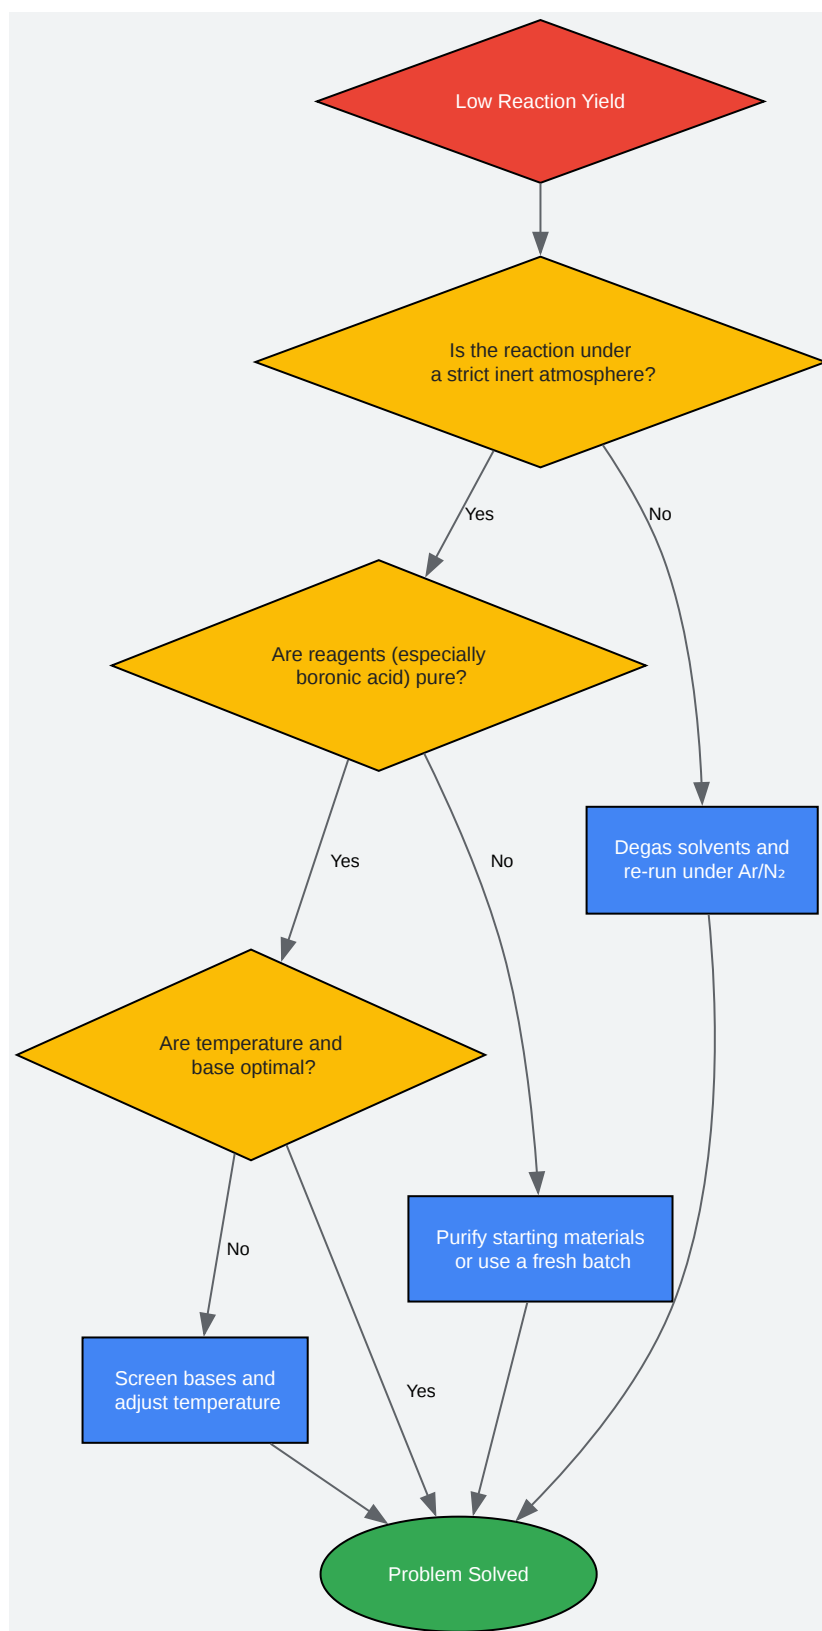 Low Reaction Yield
Is the reaction under
a strict inert atmosphere?
Yes
No
Are reagents (especially
boronic acid) pure?
Degas solvents and
re-run under Ar/N₂
Yes
No
Are temperature and
base optimal?
Purify starting materials
or use a fresh batch
No
Screen bases and
adjust temperature
Yes
Problem Solved